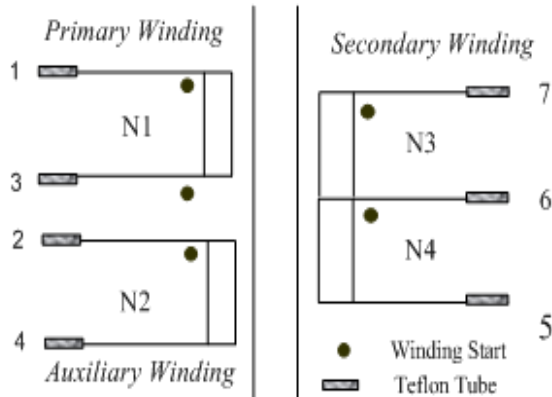 Primary Winding
1
N1
3
2
N2
4
Auxiliary Winding
Secondary Winding
7
N3
6
N4
5
Winding Start
Teflon Tube